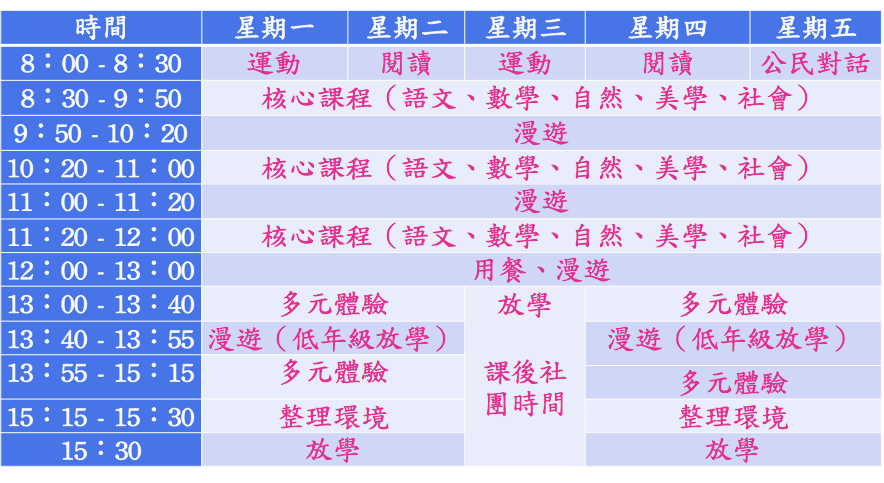 時間 星期一 星期二 星期三 星期四 星期五
8：00 - 8：30 運動 閱讀 運動 閱讀 公民對話
8：30 - 9：50 核心課程（語文、數學、自然、美學、社會）
9：50 - 10：20 漫遊
10：20 - 11：00 核心課程（語文、數學、自然、美學、社會）
11：00 - 11：20 漫遊
11：20 - 12：00 核心課程（語文、數學、自然、美學、社會）
12：00 - 13：00 用餐、漫遊
13：00 - 13：40 多元體驗 放學 多元體驗
13：40 - 13：55 漫遊（低年級放學） 漫遊（低年級放學）
13：55 - 15：15 多元體驗 課後社 多元體驗
團時間
15：15 - 15：30 整理環境 整理環境
15：30 放學 放學